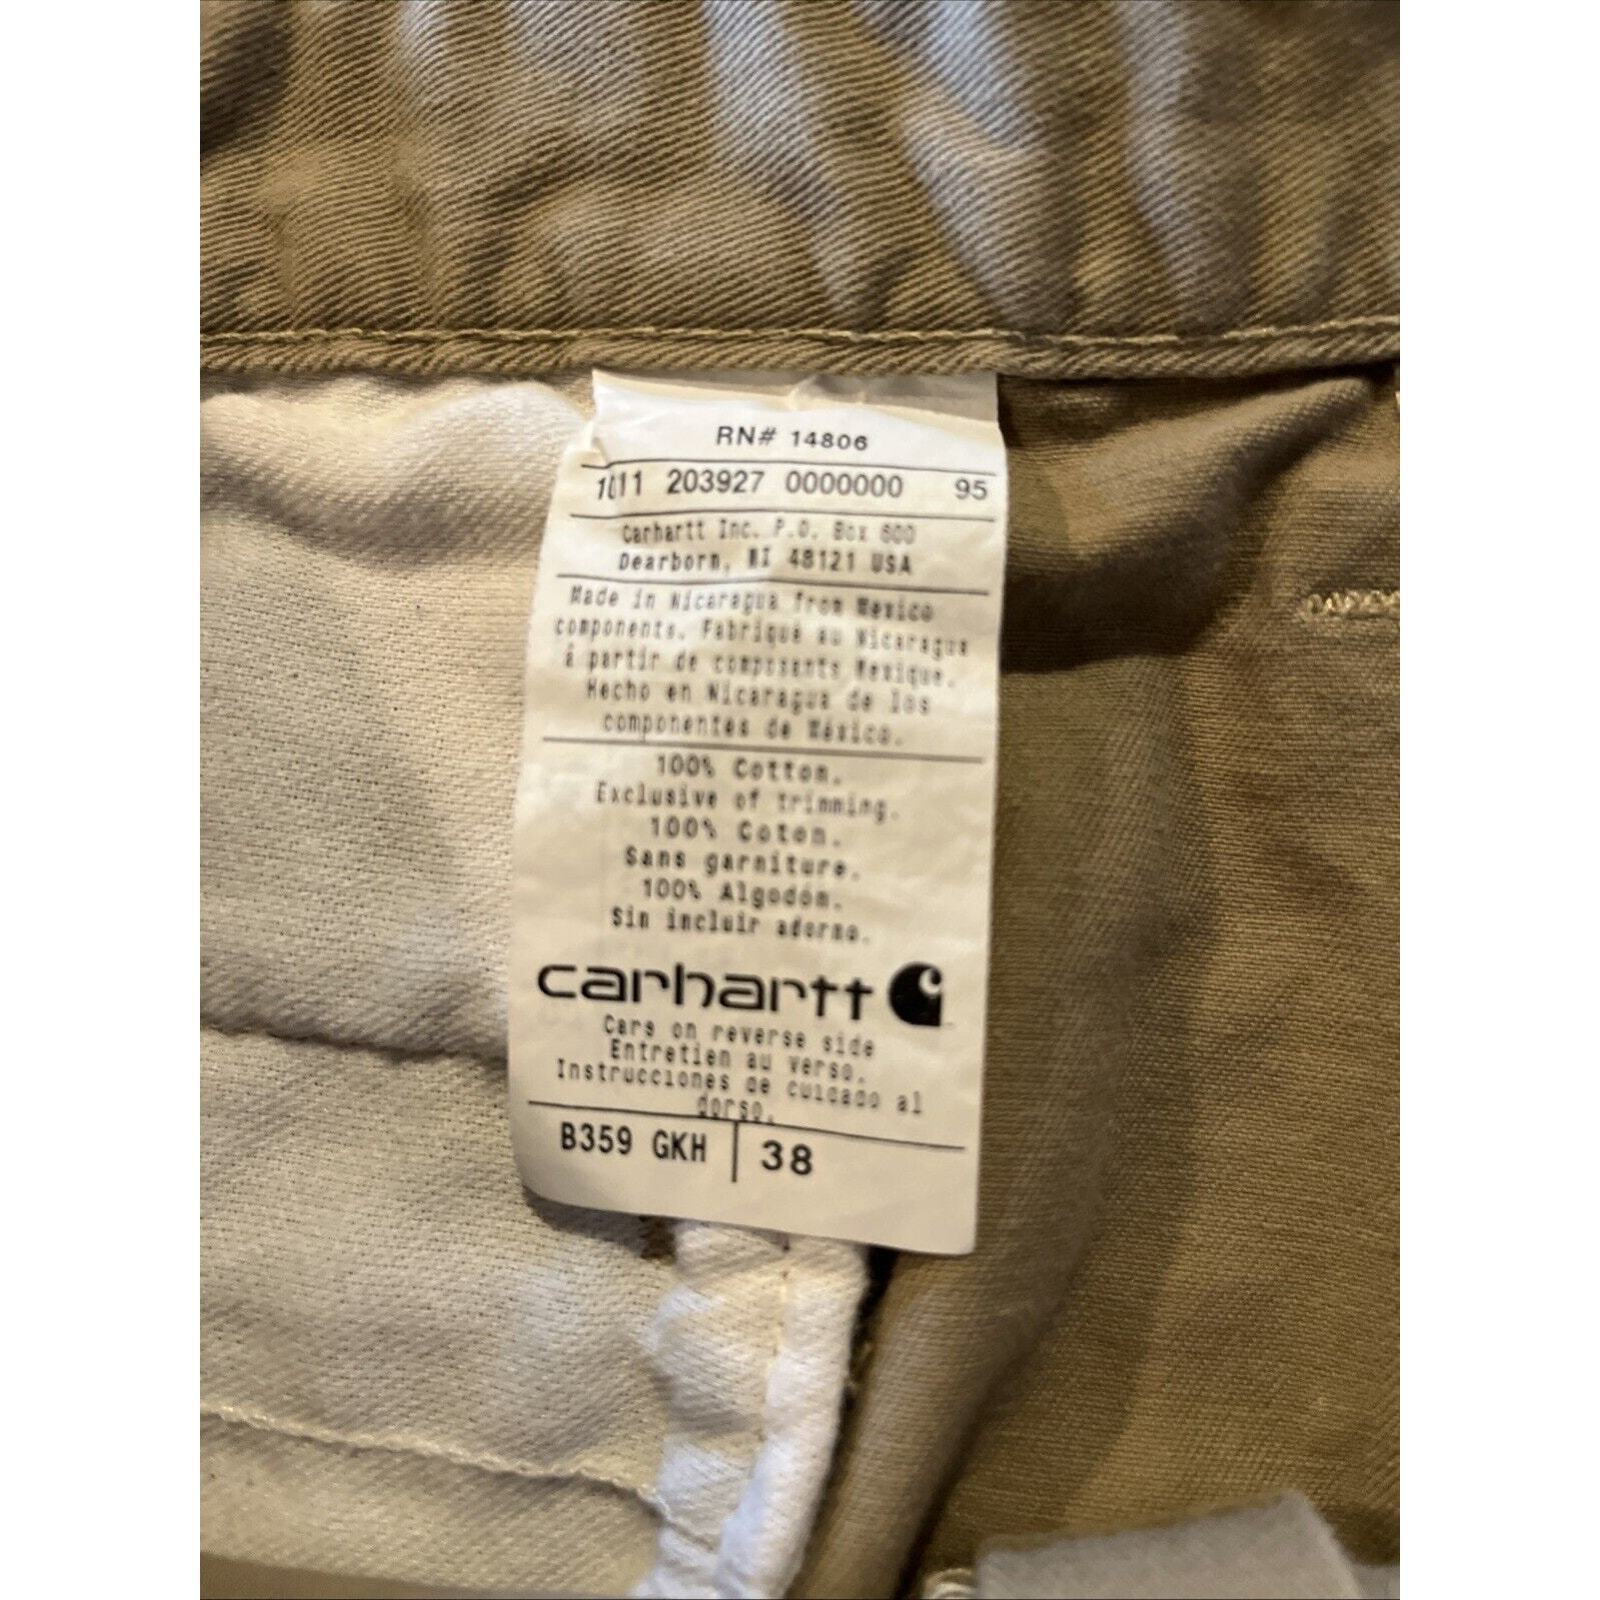 RN# 14806
1011 203927 0000000 95
Carhartt Inc. P.O. Box 600
Dearborn, MI 48121 USA
Made in Nicaragua from Mexico
components. Fabriqué au Nicaragua
à partir de composants Mexique.
Hecho en Nicaragua de los
componentes de México.
100% Cotton.
Exclusive of trimming.
100% Coton.
Sans garniture.
100% Algodón.
Sin incluir adorno.
carhartt
Care on reverse side
Entretien au verso.
Instrucciones de cuidado al
dorso.
B359 GKH 38